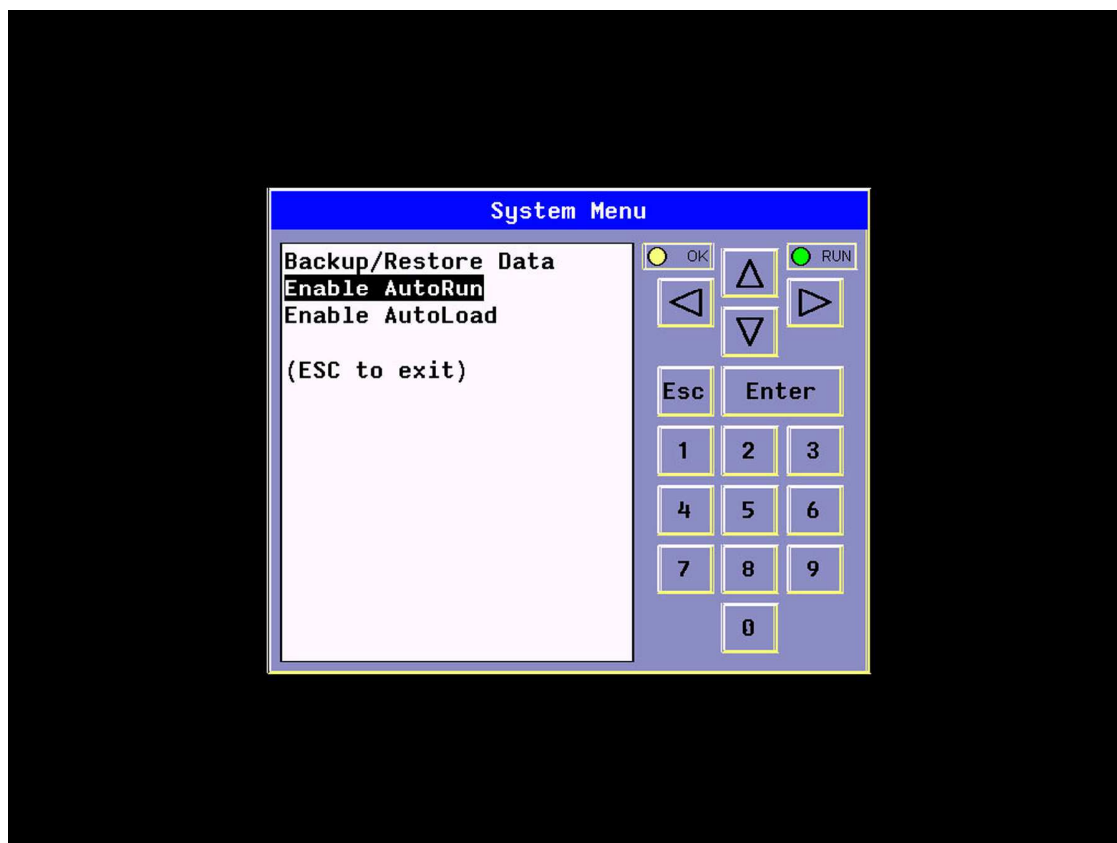 System Menu
Backup/Restore Data
Enable AutoRun
Enable AutoLoad
(ESC to exit)
OK
RUN
Esc
Enter
1 2 3
4 5 6
7 8 9
0